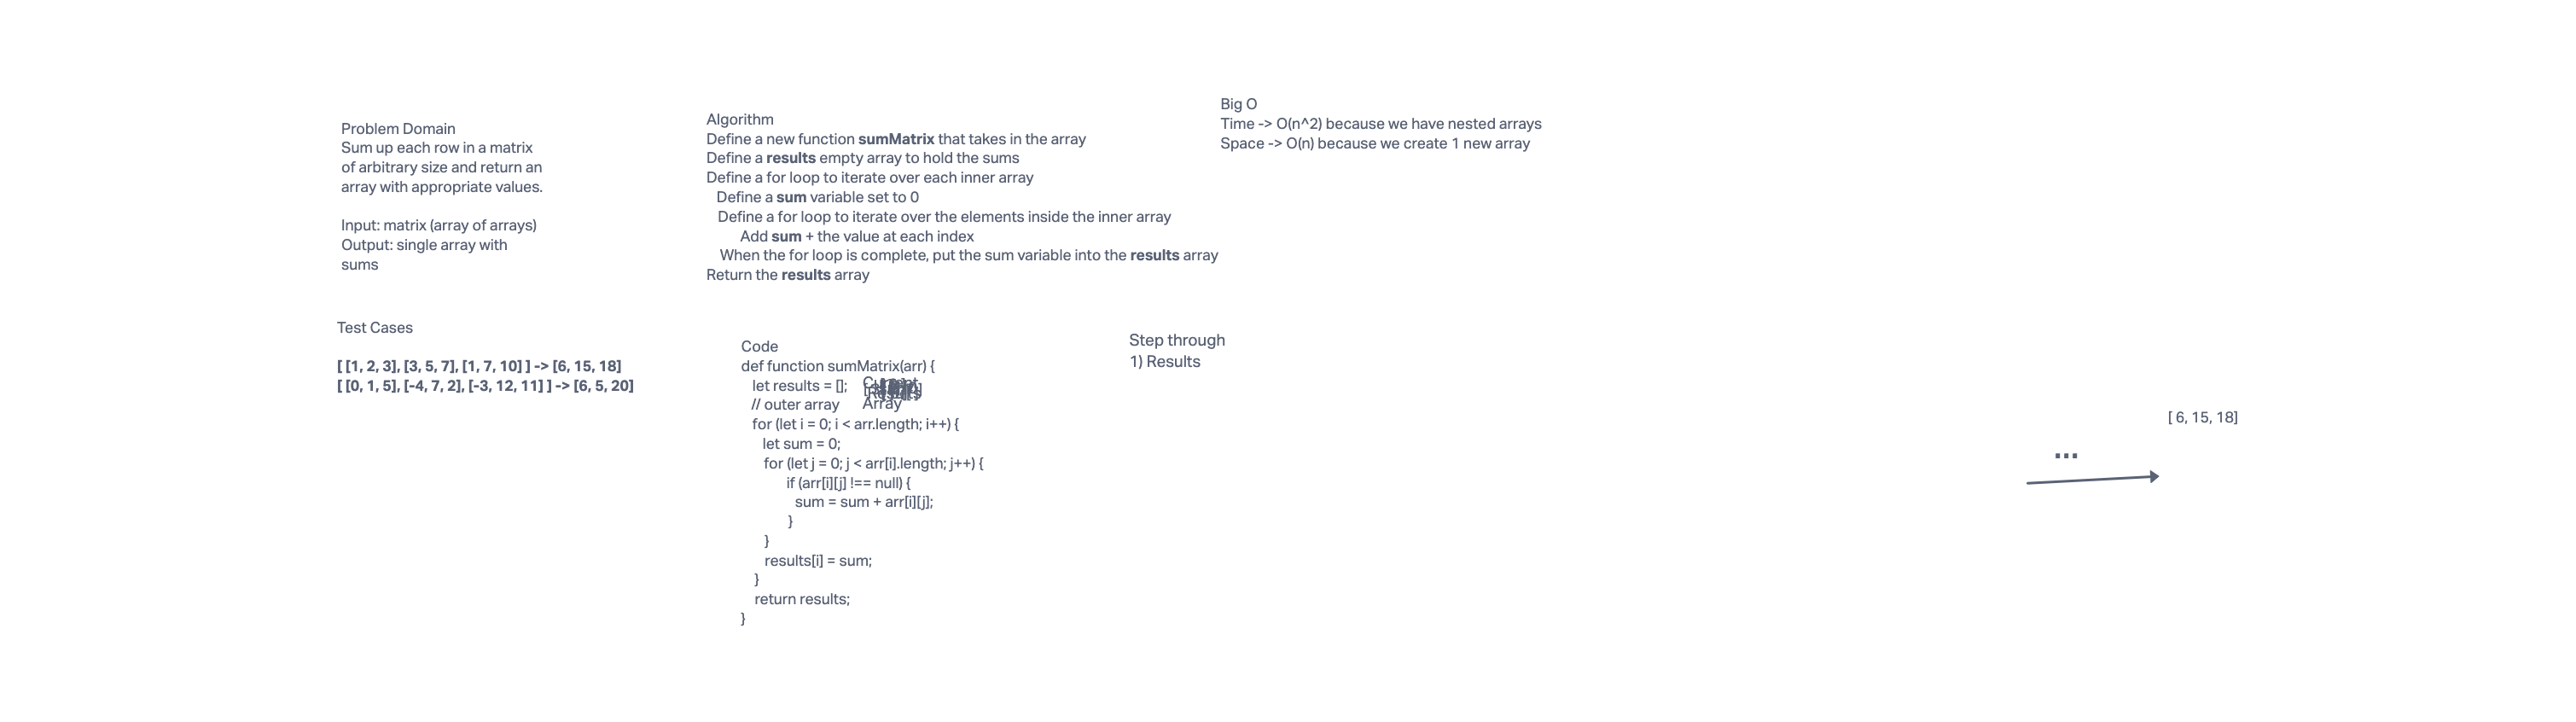 Problem Domain
Sum up each row in a matrix
of arbitrary size and return an
array with appropriate values.
Input: matrix (array of arrays)
Output: single array with
sums
Test Cases
[ [1, 2, 3], [3, 5, 7], [1, 7, 10] ] -> [6, 15, 18]
[ [0, 1, 5], [-4, 7, 2], [-3, 12, 11] ] -> [6, 5, 20]
Algorithm
Define a new function sumMatrix that takes in the array
Define a results empty array to hold the sums
Define a for loop to iterate over each inner array
Define a sum variable set to 0
Define a for loop to iterate over the elements inside the inner array
Add sum + the value at each index
When the for loop is complete, put the sum variable into the results array
Return the results array
Code
def function sumMatrix(arr) {
let results = [];
// outer array
for (let i = 0; i < arr.length; i++) {
let sum = 0;
for (let j = 0; j < arr[i].length; j++) {
if (arr[i][j] !== null) {
sum = sum + arr[i][j];
}
}
results[i] = sum;
}
return results;
}
Array
Big O
Time -> O(n^2) because we have nested arrays
Space -> O(n) because we create 1 new array
Step through
1) Results
...
[ 6, 15, 18]